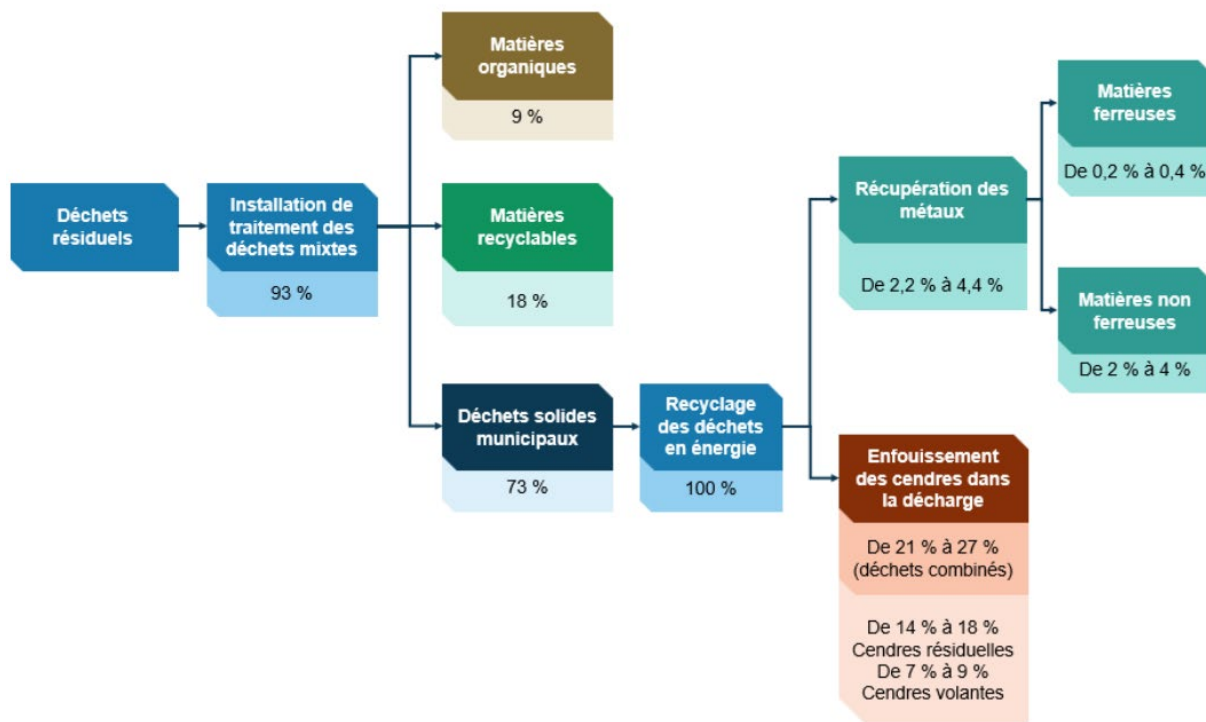 Déchets
résiduels
Installation de
traitement des
déchets mixtes
93 %
Matières
organiques
9 %
Matières
recyclables
18 %
Déchets solides
municipaux
73 %
Recyclage
des déchets
en énergie
100 %
Récupération des
métaux
De 2,2 % à 4,4 %
Matières
ferreuses
De 0,2 % à 0,4 %
Matières non
ferreuses
De 2 % à 4 %
Enfouissement
des cendres dans
la décharge
De 21 % à 27 %
(déchets combinés)
De 14 % à 18 %
Cendres résiduelles
De 7 % à 9 %
Cendres volantes